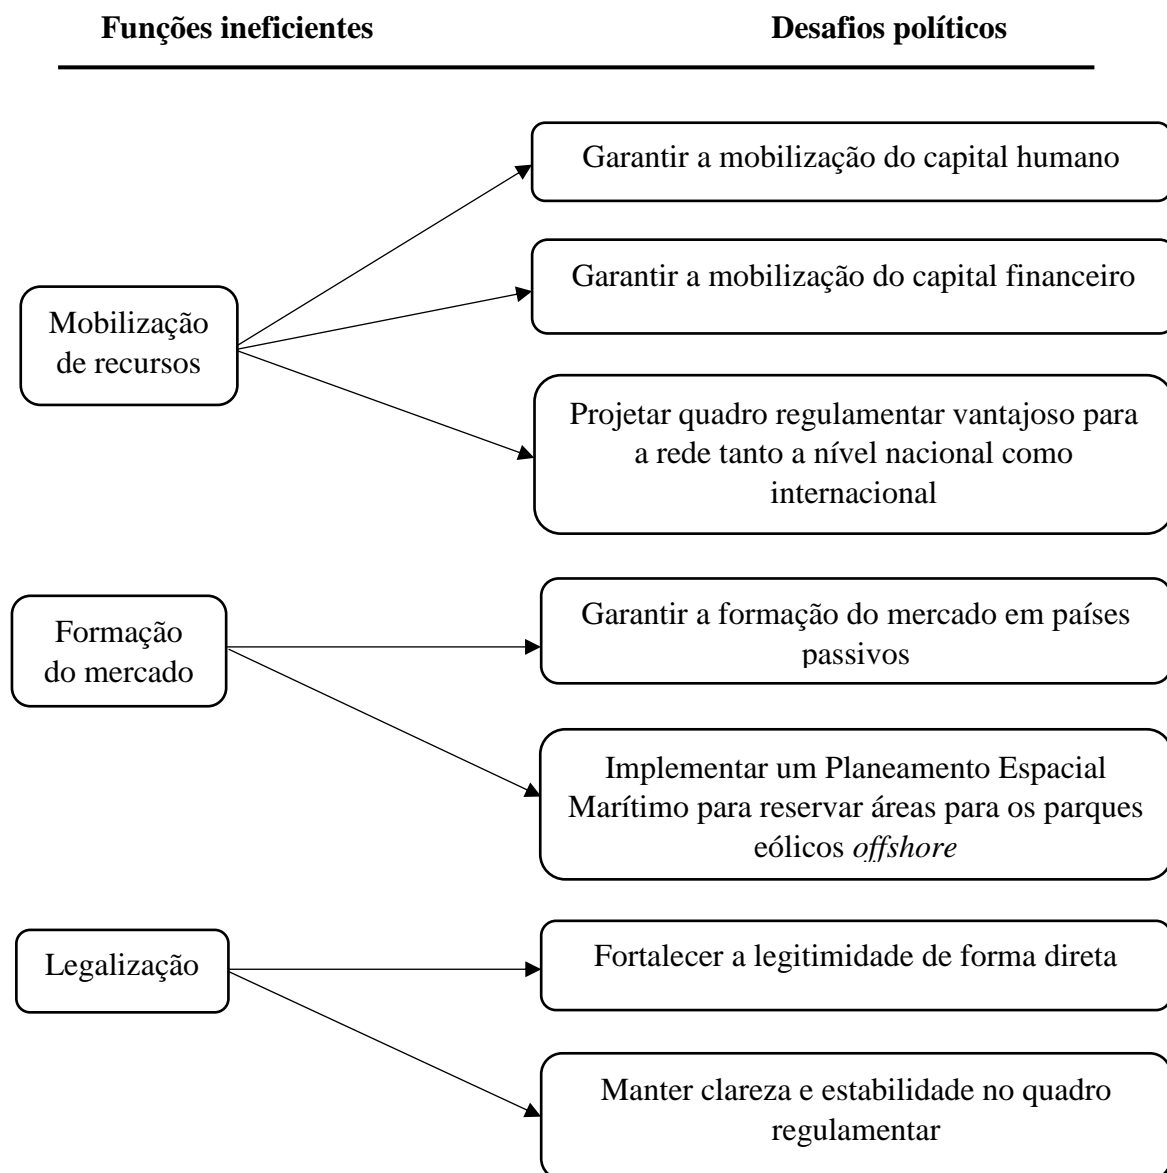 Funções ineficientes
Desafios políticos
Mobilização
de recursos
Garantir a mobilização do capital humano
Garantir a mobilização do capital financeiro
Projetar quadro regulamentar vantajoso para
a rede tanto a nível nacional como
internacional
Formação
do mercado
Garantir a formação do mercado em países
passivos
Implementar um Planeamento Espacial
Marítimo para reservar áreas para os parques
eólicos offshore
Legalização
Fortalecer a legitimidade de forma direta
Manter clareza e estabilidade no quadro
regulamentar